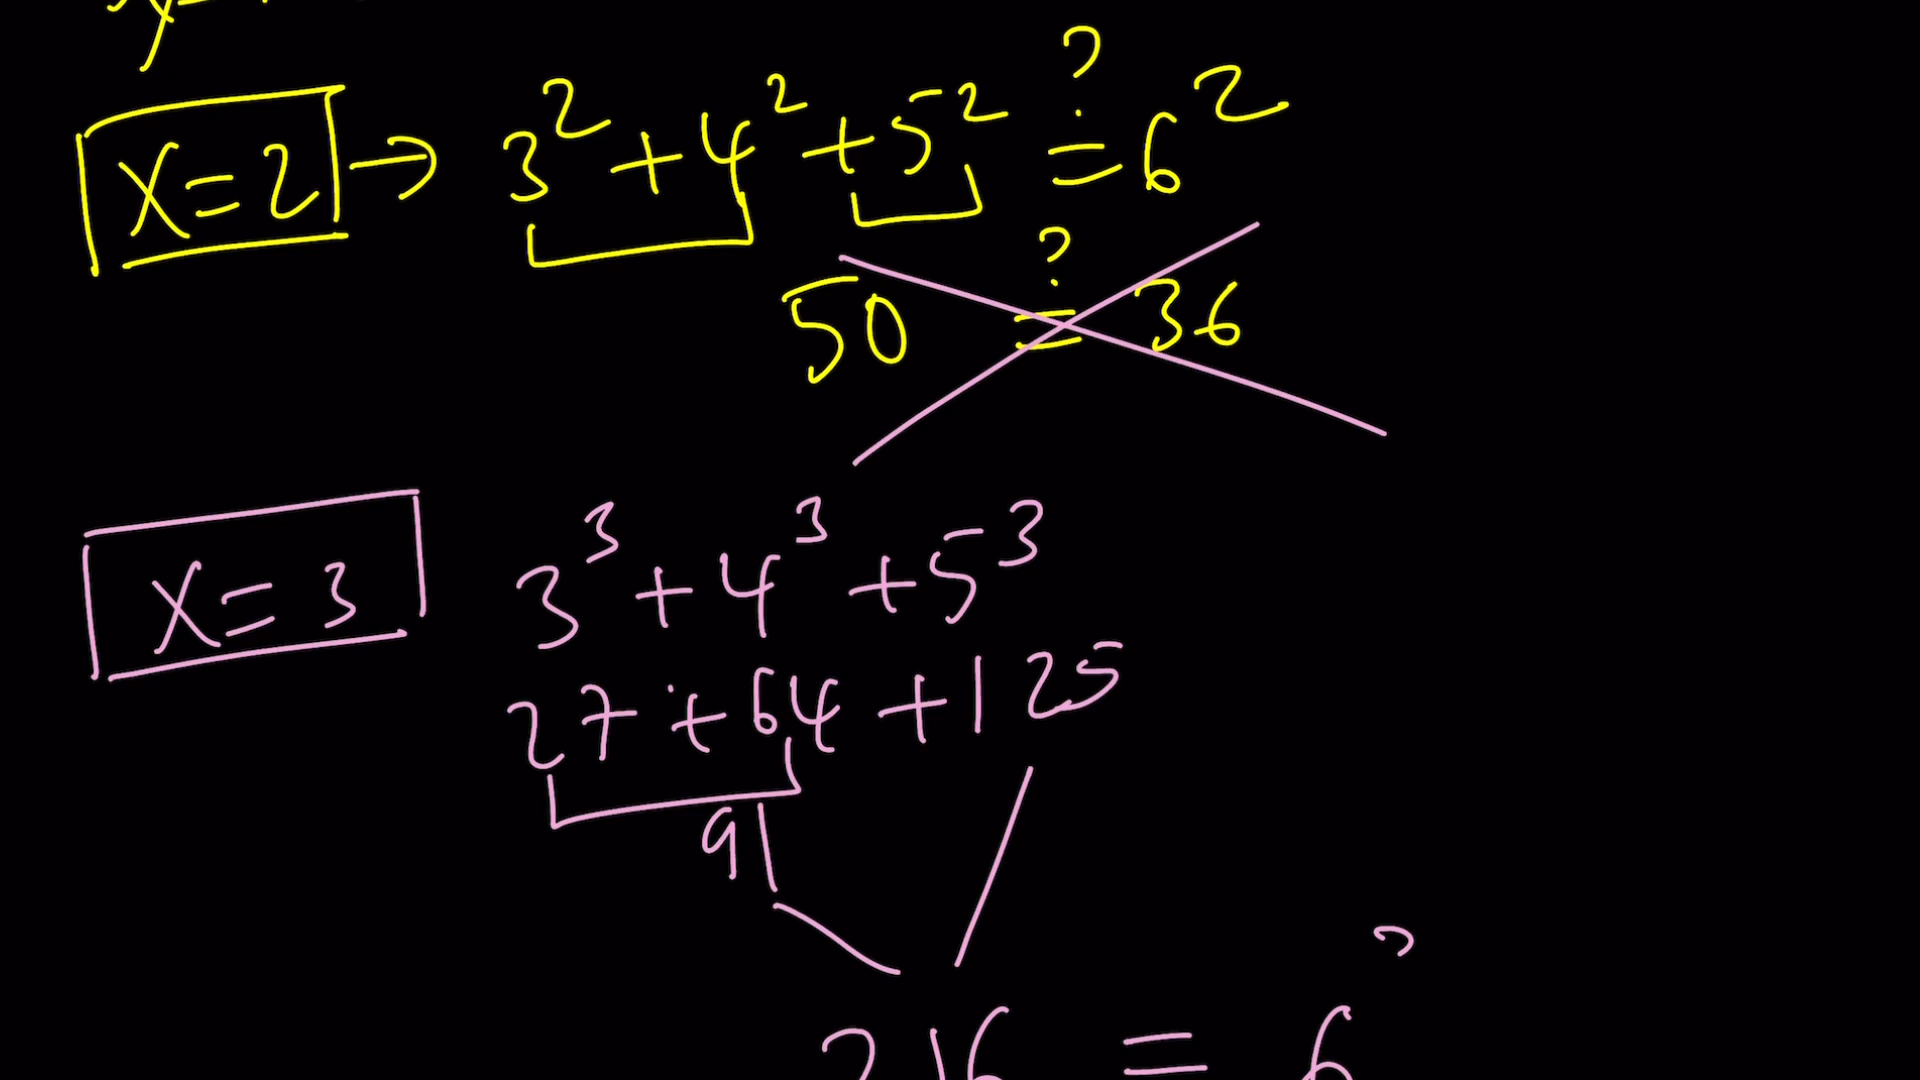 x=2 → 3² + 4² + 5² ?= 6²
50 ?= 36
x=3 3³ + 4³ + 5³
27 + 64 + 125
91
216 = 6